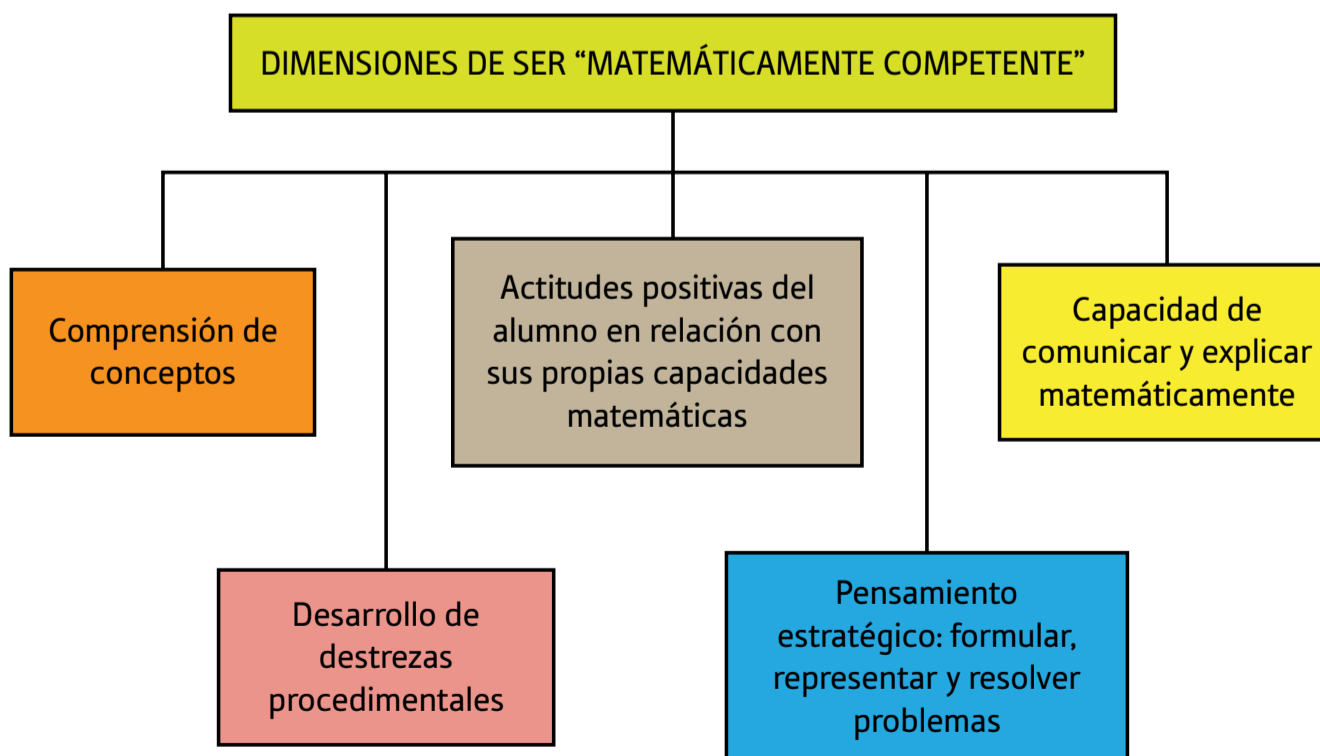 DIMENSIONES DE SER “MATEMÁTICAMENTE COMPETENTE”
Comprensión de
conceptos
Actitudes positivas del
alumno en relación con
sus propias capacidades
matemáticas
Capacidad de
comunicar y explicar
matemáticamente
Desarrollo de
destrezas
procedimentales
Pensamiento
estratégico: formular,
representar y resolver
problemas